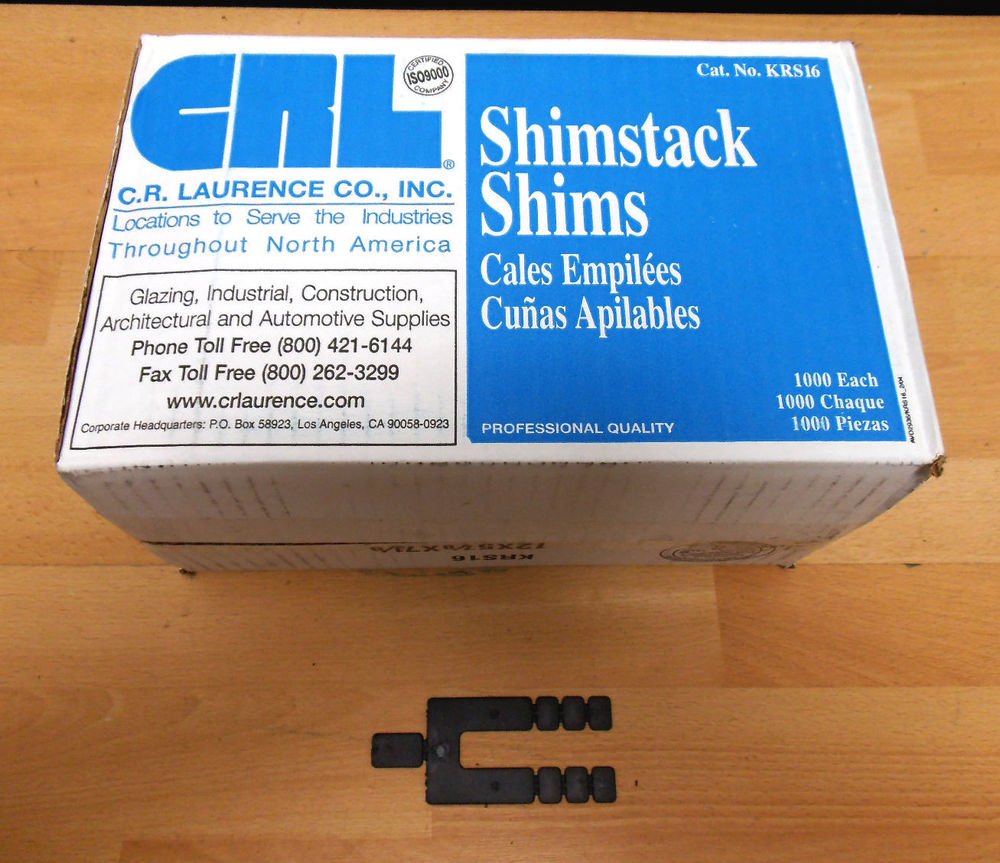 CRL®
CERTIFIED
ISO9000
COMPANY
C.R. LAURENCE CO., INC.
Locations to Serve the Industries
Throughout North America
Glazing, Industrial, Construction,
Architectural and Automotive Supplies
Phone Toll Free (800) 421-6144
Fax Toll Free (800) 262-3299
www.crlaurence.com
Corporate Headquarters: P.O. Box 58923, Los Angeles, CA 90058-0923
Cat. No. KRS16
Shimstack
Shims
Cales Empilées
Cuñas Apilables
1000 Each
1000 Chaque
1000 Piezas
PROFESSIONAL QUALITY
KRS16